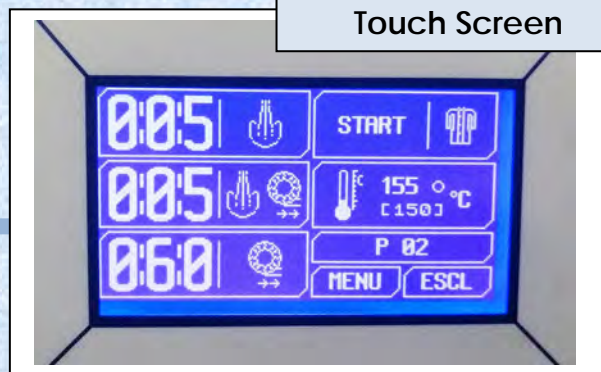 Touch Screen
0:0:5
START
0:0:5
155 °C
[150]
0:6:0
P 02
MENU
ESCL